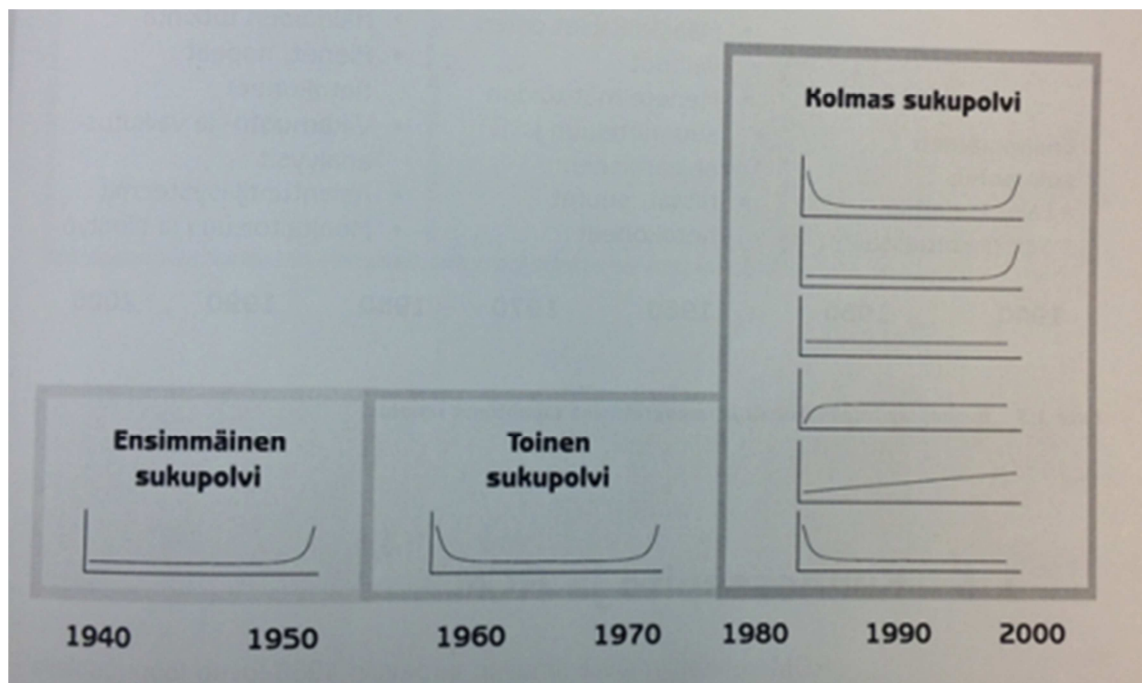 Kolmas sukupolvi
Ensimmäinen
sukupolvi
Toinen
sukupolvi
1940 1950 1960 1970 1980 1990 2000